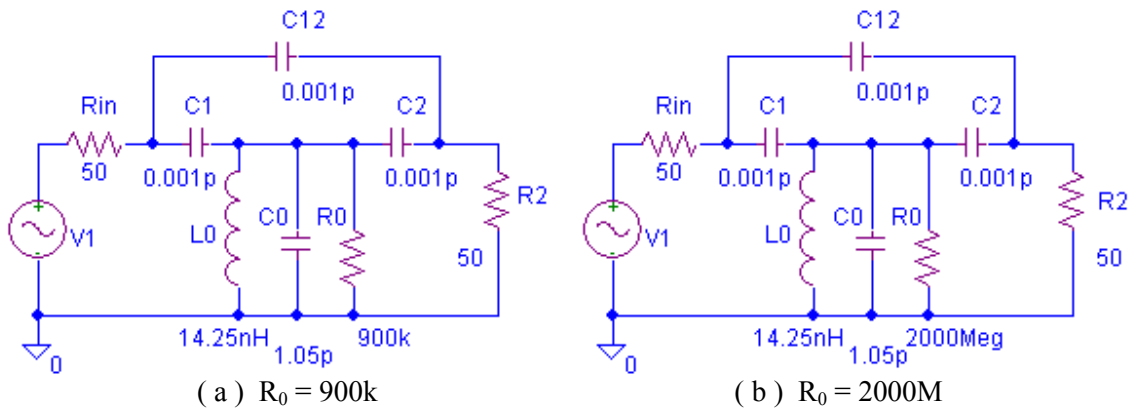 C12
0.001p
Rin
50
C1
0.001p
C2
0.001p
V1
L0
C0
R0
R2
50
14.25nH
1.05p
900k
0
( a ) R₀ = 900k
C12
0.001p
Rin
50
C1
0.001p
C2
0.001p
V1
L0
C0
R0
R2
50
14.25nH
1.05p
2000Meg
0
( b ) R₀ = 2000M